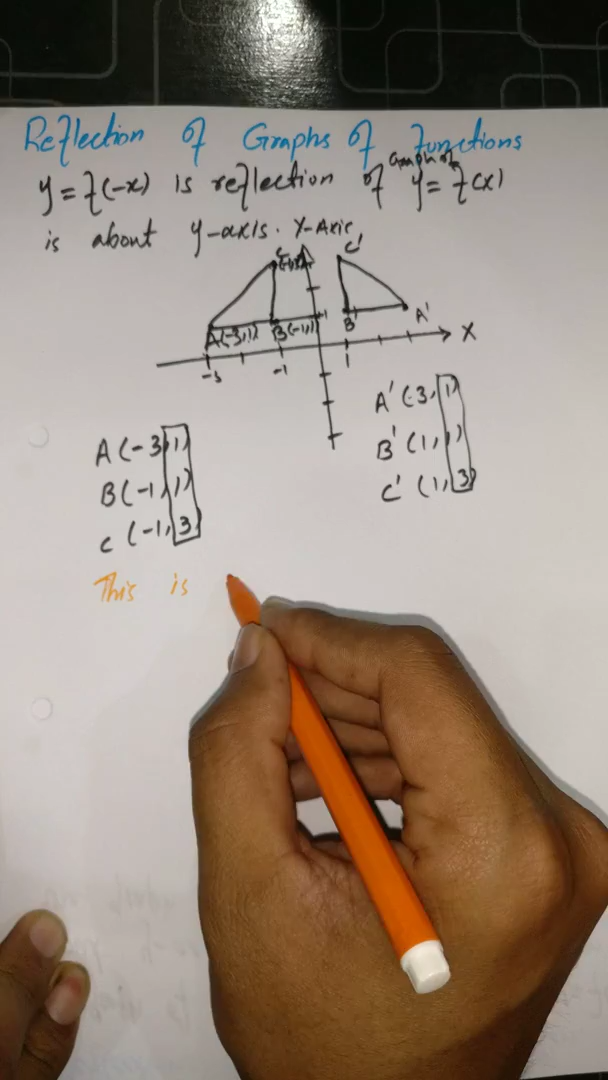 Reflection of Graphs of Functions
y = f(-x) is reflection of graph of y = f(x)
is about y-axis.
Y-Axis
C C'
A(-3,1) B(-1,1) 1 B' A'
X
-3 -1 1
A (-3,1)
B (-1,1)
C (-1,3)
A' (3,1)
B' (1,1)
C' (1,3)
This is